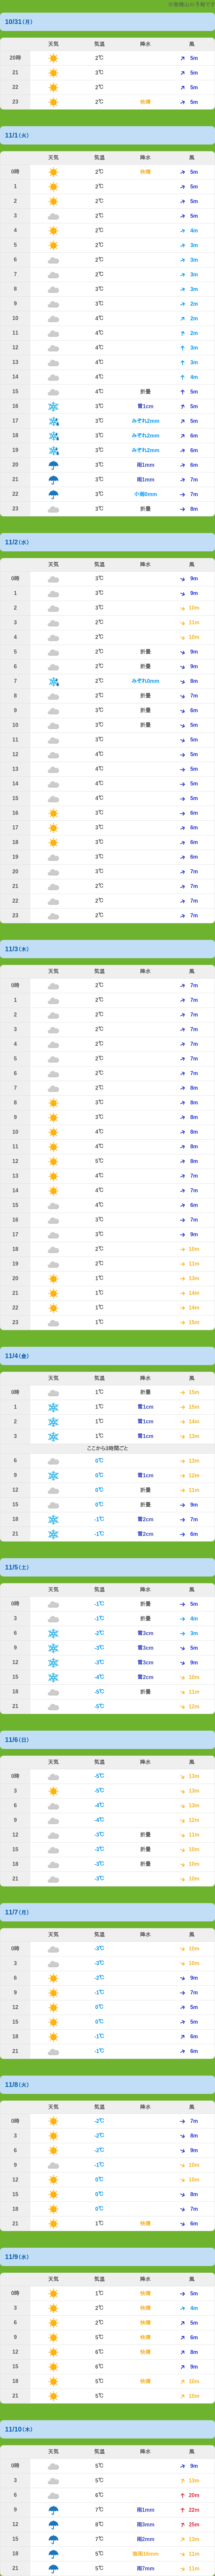 10/31(月)
天気 気温 降水 風
20時 2℃ 5m
21 3℃ 5m
22 2℃ 5m
23 2℃ 快晴 5m
11/1(火)
天気 気温 降水 風
0時 2℃ 快晴 5m
1 2℃ 5m
2 2℃ 5m
3 2℃ 5m
4 2℃ 4m
5 2℃ 3m
6 2℃ 3m
7 2℃ 3m
8 3℃ 3m
9 3℃ 2m
10 4℃ 2m
11 4℃ 2m
12 4℃ 3m
13 4℃ 3m
14 4℃ 4m
15 4℃ 折曇 5m
16 3℃ 雪1cm 5m
17 3℃ みぞれ2mm 5m
18 3℃ みぞれ2mm 6m
19 3℃ みぞれ2mm 6m
20 3℃ 雨1mm 6m
21 3℃ 雨1mm 7m
22 3℃ 小雨0mm 7m
23 3℃ 折曇 8m
11/2(水)
天気 気温 降水 風
0時 3℃ 9m
1 3℃ 9m
2 3℃ 10m
3 2℃ 11m
4 2℃ 10m
5 2℃ 折曇 9m
6 2℃ 折曇 9m
7 2℃ みぞれ0mm 8m
8 2℃ 折曇 7m
9 3℃ 折曇 6m
10 3℃ 折曇 5m
11 3℃ 5m
12 4℃ 5m
13 4℃ 5m
14 4℃ 5m
15 4℃ 5m
16 3℃ 6m
17 3℃ 6m
18 3℃ 6m
19 3℃ 6m
20 3℃ 7m
21 2℃ 7m
22 2℃ 7m
23 2℃ 7m
11/3(木)
天気 気温 降水 風
0時 2℃ 7m
1 2℃ 7m
2 2℃ 7m
3 2℃ 7m
4 2℃ 7m
5 2℃ 7m
6 2℃ 7m
7 2℃ 8m
8 3℃ 8m
9 3℃ 8m
10 4℃ 8m
11 4℃ 8m
12 5℃ 8m
13 4℃ 7m
14 4℃ 7m
15 4℃ 6m
16 3℃ 7m
17 3℃ 9m
18 2℃ 10m
19 2℃ 11m
20 1℃ 13m
21 1℃ 14m
22 1℃ 14m
23 1℃ 15m
11/4(金)
天気 気温 降水 風
0時 1℃ 折曇 15m
1 1℃ 雪1cm 15m
2 1℃ 雪1cm 14m
3 1℃ 雪1cm 13m
ここから3時間ごと
6 0℃ 13m
9 0℃ 雪1cm 12m
12 0℃ 折曇 11m
15 0℃ 折曇 9m
18 -1℃ 雪2cm 7m
21 -1℃ 雪2cm 6m
11/5(土)
天気 気温 降水 風
0時 -1℃ 折曇 5m
3 -1℃ 折曇 4m
6 -2℃ 雪3cm 3m
9 -3℃ 雪3cm 5m
12 -3℃ 雪3cm 9m
15 -4℃ 雪2cm 10m
18 -5℃ 折曇 11m
21 -5℃ 12m
11/6(日)
天気 気温 降水 風
0時 -5℃ 13m
3 -5℃ 13m
6 -4℃ 13m
9 -4℃ 12m
12 -3℃ 折曇 11m
15 -3℃ 折曇 10m
18 -3℃ 折曇 10m
21 -3℃ 10m
11/7(月)
天気 気温 降水 風
0時 -3℃ 10m
3 -3℃ 10m
6 -2℃ 9m
9 -1℃ 7m
12 0℃ 5m
15 0℃ 5m
18 -1℃ 6m
21 -1℃ 6m
11/8(火)
天気 気温 降水 風
0時 -2℃ 7m
3 -2℃ 8m
6 -2℃ 9m
9 -1℃ 10m
12 0℃ 10m
15 0℃ 8m
18 0℃ 7m
21 1℃ 快晴 6m
11/9(水)
天気 気温 降水 風
0時 1℃ 快晴 5m
3 2℃ 快晴 4m
6 2℃ 快晴 5m
9 5℃ 快晴 6m
12 6℃ 快晴 8m
15 6℃ 9m
18 5℃ 快晴 10m
21 5℃ 10m
11/10(木)
天気 気温 降水 風
0時 5℃ 9m
3 5℃ 13m
6 6℃ 20m
9 7℃ 雨1mm 22m
12 8℃ 雨3mm 25m
15 7℃ 雨2mm 13m
18 5℃ 強雨16mm 11m
21 5℃ 雨7mm 11m